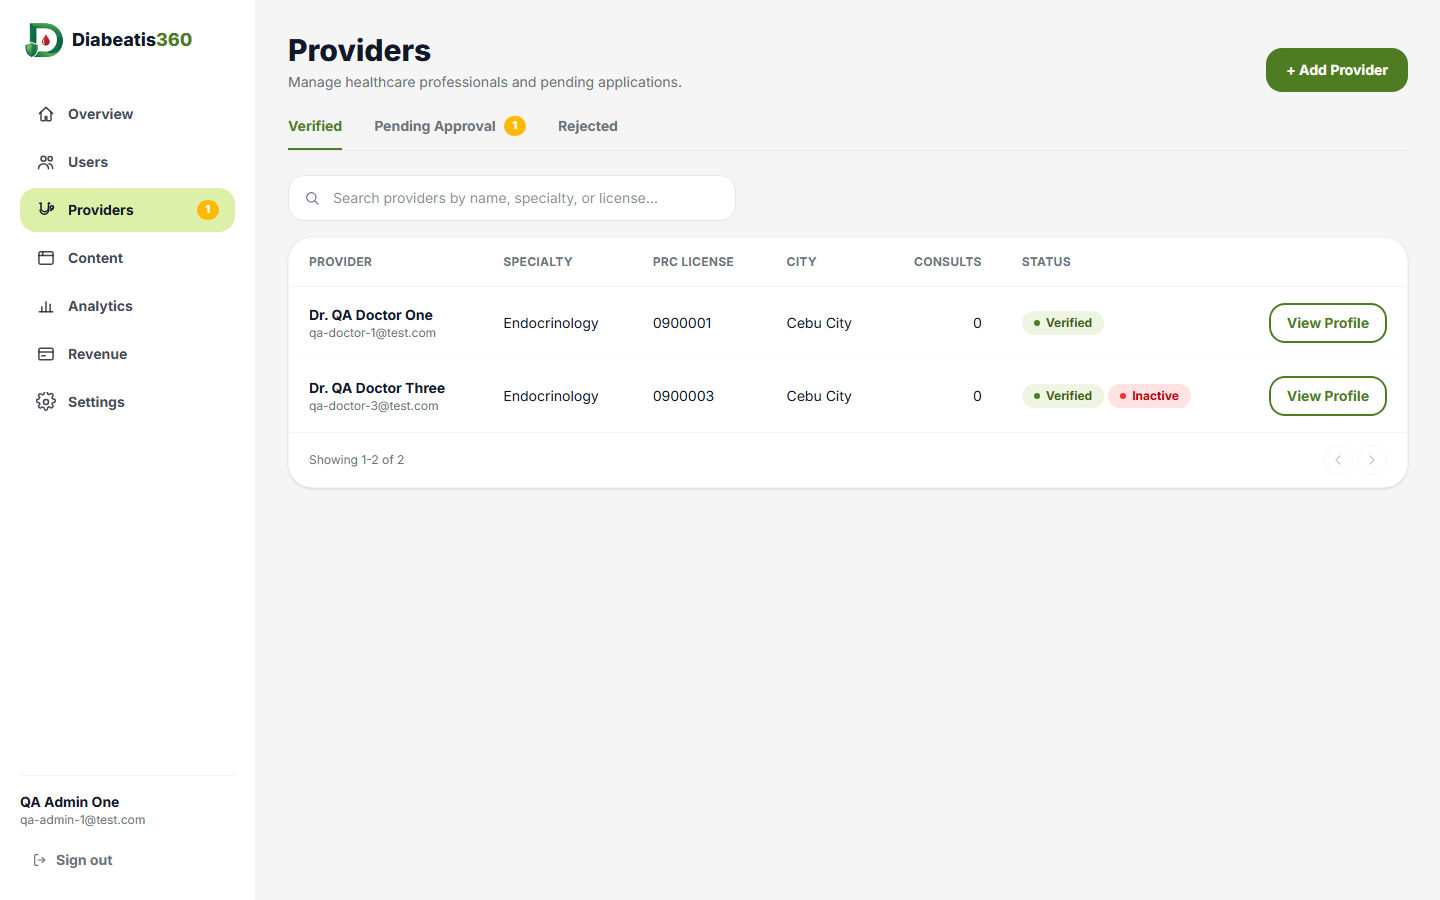 Diabeatis360
Overview
Users
Providers 1
Content
Analytics
Revenue
Settings
QA Admin One
qa-admin-1@test.com
Sign out
Providers
Manage healthcare professionals and pending applications.
+ Add Provider
Verified Pending Approval 1 Rejected
Search providers by name, specialty, or license...
PROVIDER SPECIALTY PRC LICENSE CITY CONSULTS STATUS
Dr. QA Doctor One
qa-doctor-1@test.com
Endocrinology 0900001 Cebu City 0 Verified View Profile
Dr. QA Doctor Three
qa-doctor-3@test.com
Endocrinology 0900003 Cebu City 0 Verified Inactive View Profile
Showing 1-2 of 2